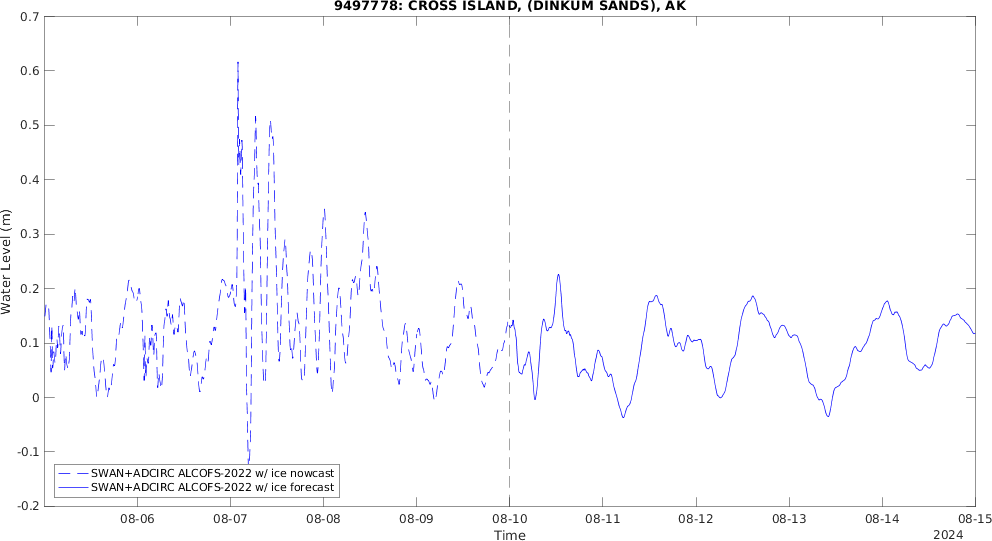 9497778: CROSS ISLAND, (DINKUM SANDS), AK
0.7
0.6
0.5
0.4
0.3
0.2
0.1
0
-0.1
-0.2
Water Level (m)
SWAN+ADCIRC ALCOFS-2022 w/ ice nowcast
SWAN+ADCIRC ALCOFS-2022 w/ ice forecast
08-06 08-07 08-08 08-09 08-10 08-11 08-12 08-13 08-14 08-15
Time
2024